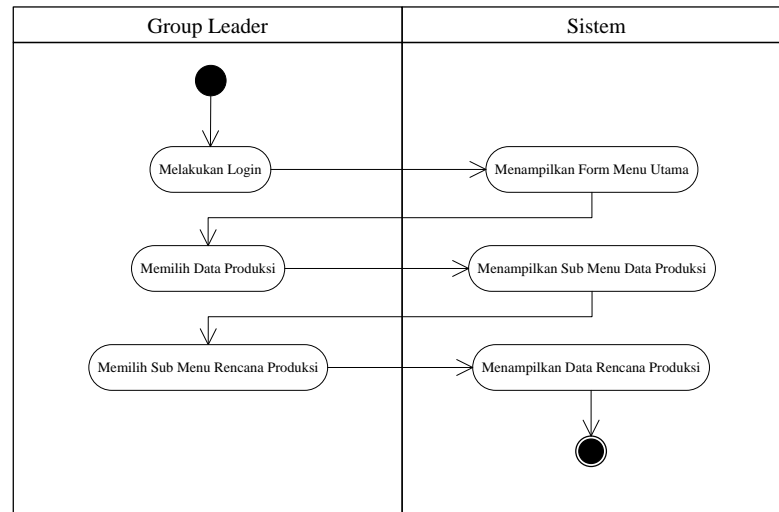 Group Leader
Sistem
Melakukan Login
Menampilkan Form Menu Utama
Memilih Data Produksi
Menampilkan Sub Menu Data Produksi
Memilih Sub Menu Rencana Produksi
Menampilkan Data Rencana Produksi